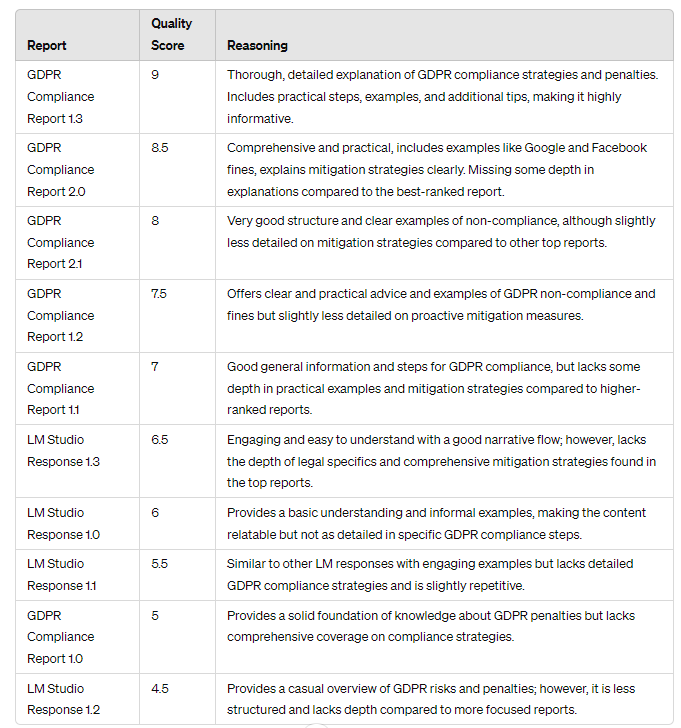 Report
Quality
Score
Reasoning
GDPR
Compliance
Report 1.3
9
Thorough, detailed explanation of GDPR compliance strategies and penalties.
Includes practical steps, examples, and additional tips, making it highly
informative.
GDPR
Compliance
Report 2.0
8.5
Comprehensive and practical, includes examples like Google and Facebook
fines, explains mitigation strategies clearly. Missing some depth in
explanations compared to the best-ranked report.
GDPR
Compliance
Report 2.1
8
Very good structure and clear examples of non-compliance, although slightly
less detailed on mitigation strategies compared to other top reports.
GDPR
Compliance
Report 1.2
7.5
Offers clear and practical advice and examples of GDPR non-compliance and
fines but slightly less detailed on proactive mitigation measures.
GDPR
Compliance
Report 1.1
7
Good general information and steps for GDPR compliance, but lacks some
depth in practical examples and mitigation strategies compared to higher-
ranked reports.
LM Studio
Response 1.3
6.5
Engaging and easy to understand with a good narrative flow; however, lacks
the depth of legal specifics and comprehensive mitigation strategies found in
the top reports.
LM Studio
Response 1.0
6
Provides a basic understanding and informal examples, making the content
relatable but not as detailed in specific GDPR compliance steps.
LM Studio
Response 1.1
5.5
Similar to other LM responses with engaging examples but lacks detailed
GDPR compliance strategies and is slightly repetitive.
GDPR
Compliance
Report 1.0
5
Provides a solid foundation of knowledge about GDPR penalties but lacks
comprehensive coverage on compliance strategies.
LM Studio
Response 1.2
4.5
Provides a casual overview of GDPR risks and penalties; however, it is less
structured and lacks depth compared to more focused reports.